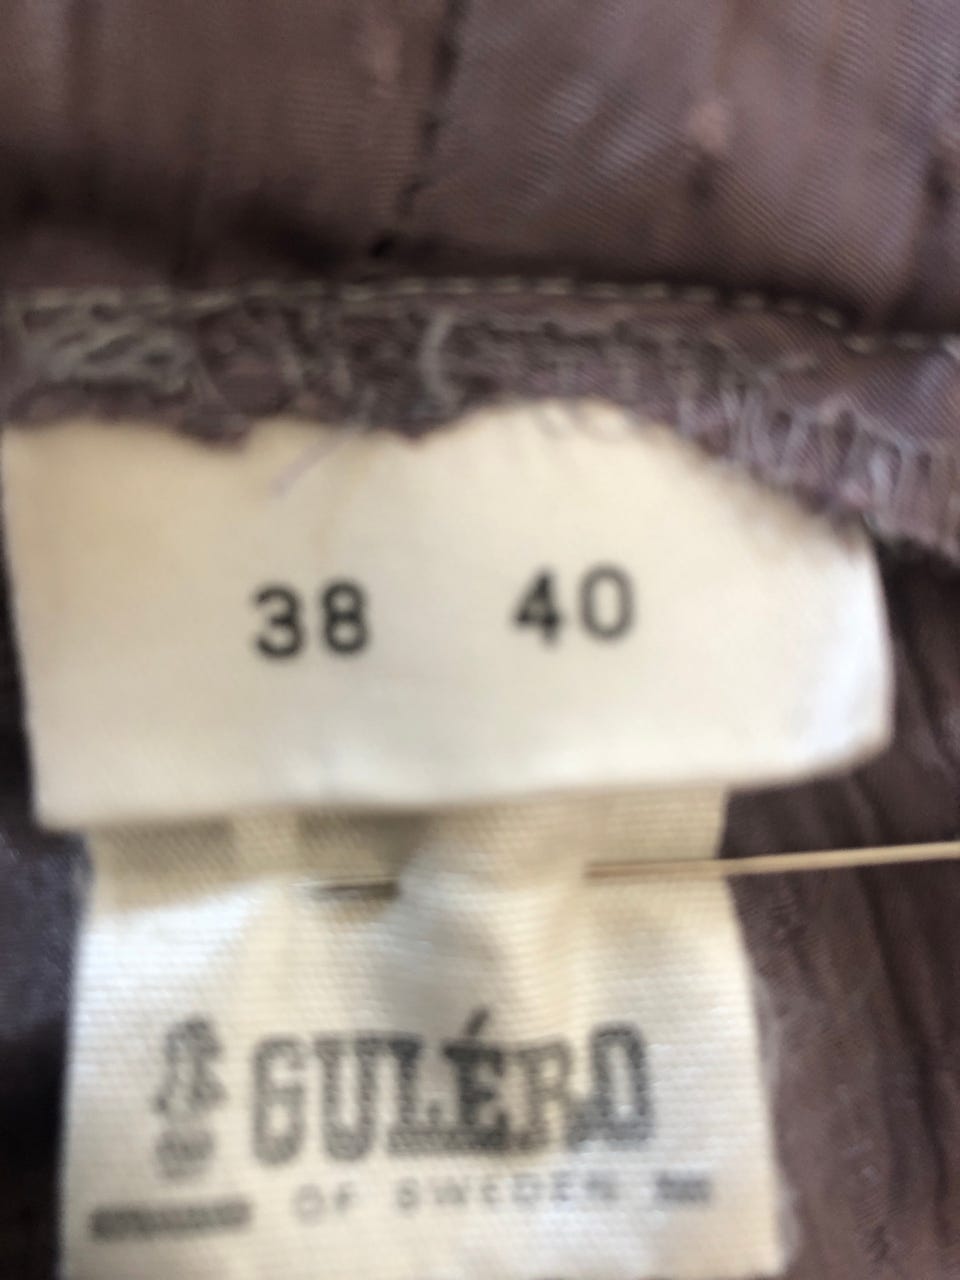 38 40
GULÉRO
OF SWEDEN